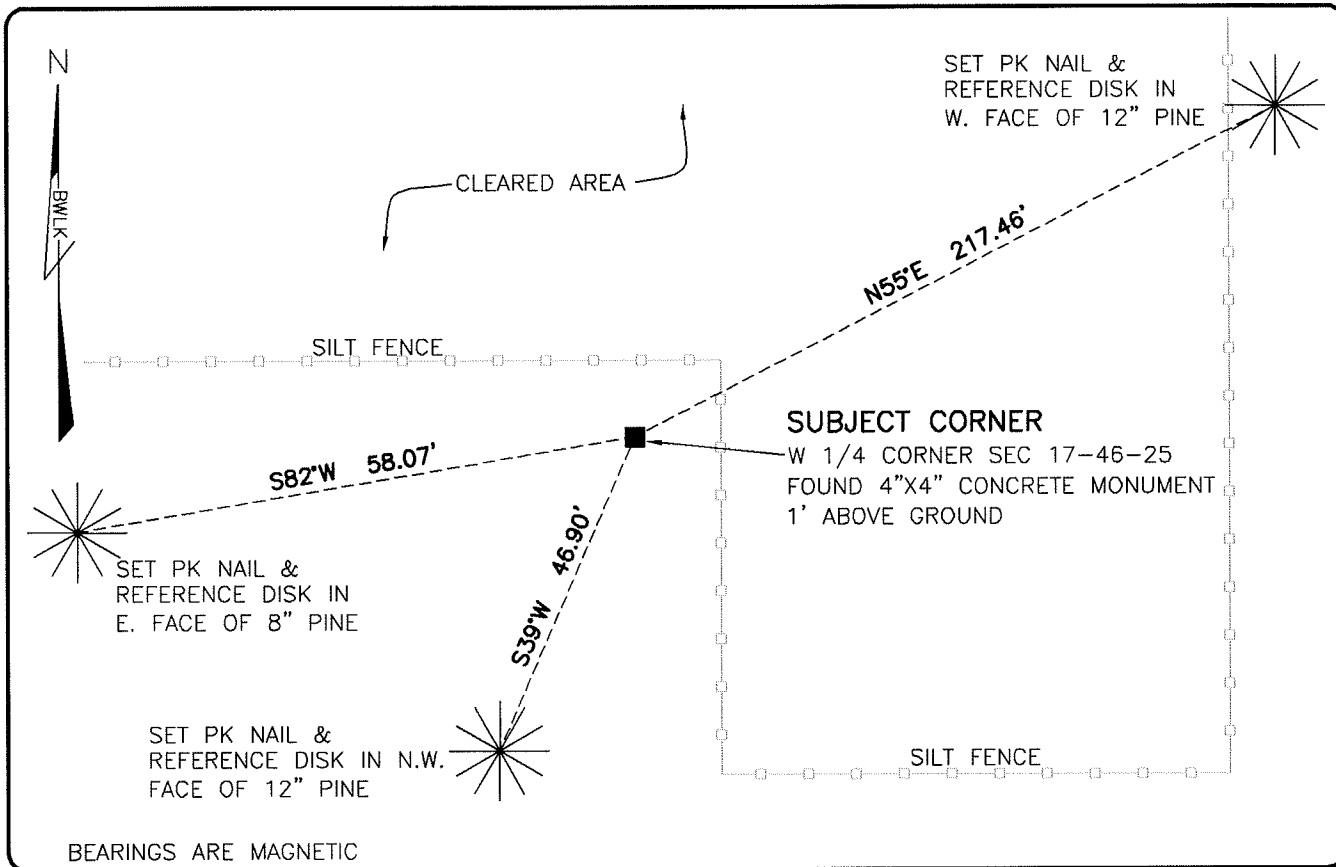 N
BWLK
SET PK NAIL &
REFERENCE DISK IN
W. FACE OF 12" PINE
CLEARED AREA
N55°E 217.46'
SILT FENCE
SUBJECT CORNER
W 1/4 CORNER SEC 17-46-25
FOUND 4"X4" CONCRETE MONUMENT
1' ABOVE GROUND
S82°W 58.07'
SET PK NAIL &
REFERENCE DISK IN
E. FACE OF 8" PINE
S39°W 46.90'
SET PK NAIL &
REFERENCE DISK IN N.W.
FACE OF 12" PINE
SILT FENCE
BEARINGS ARE MAGNETIC